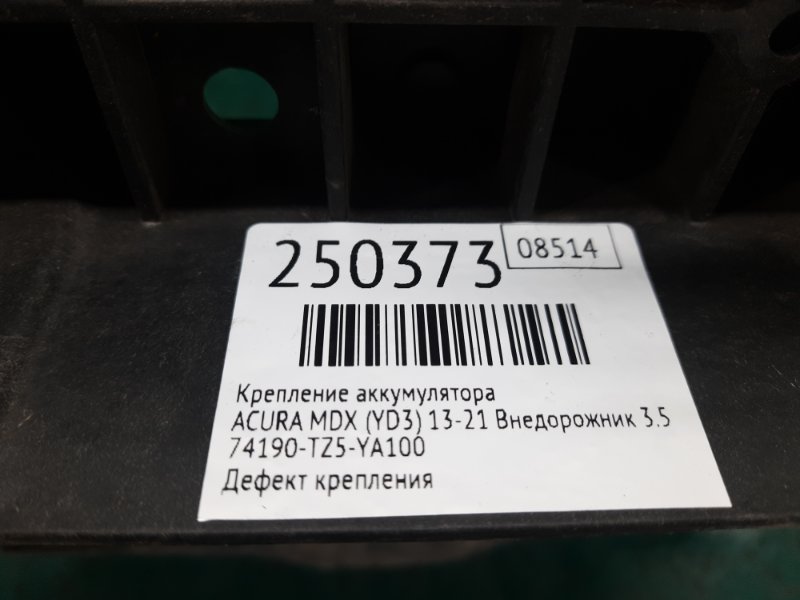 250373
08514
Крепление аккумулятора
ACURA MDX (YD3) 13-21 Внедорожник 3.5
74190-TZ5-YA100
Дефект крепления